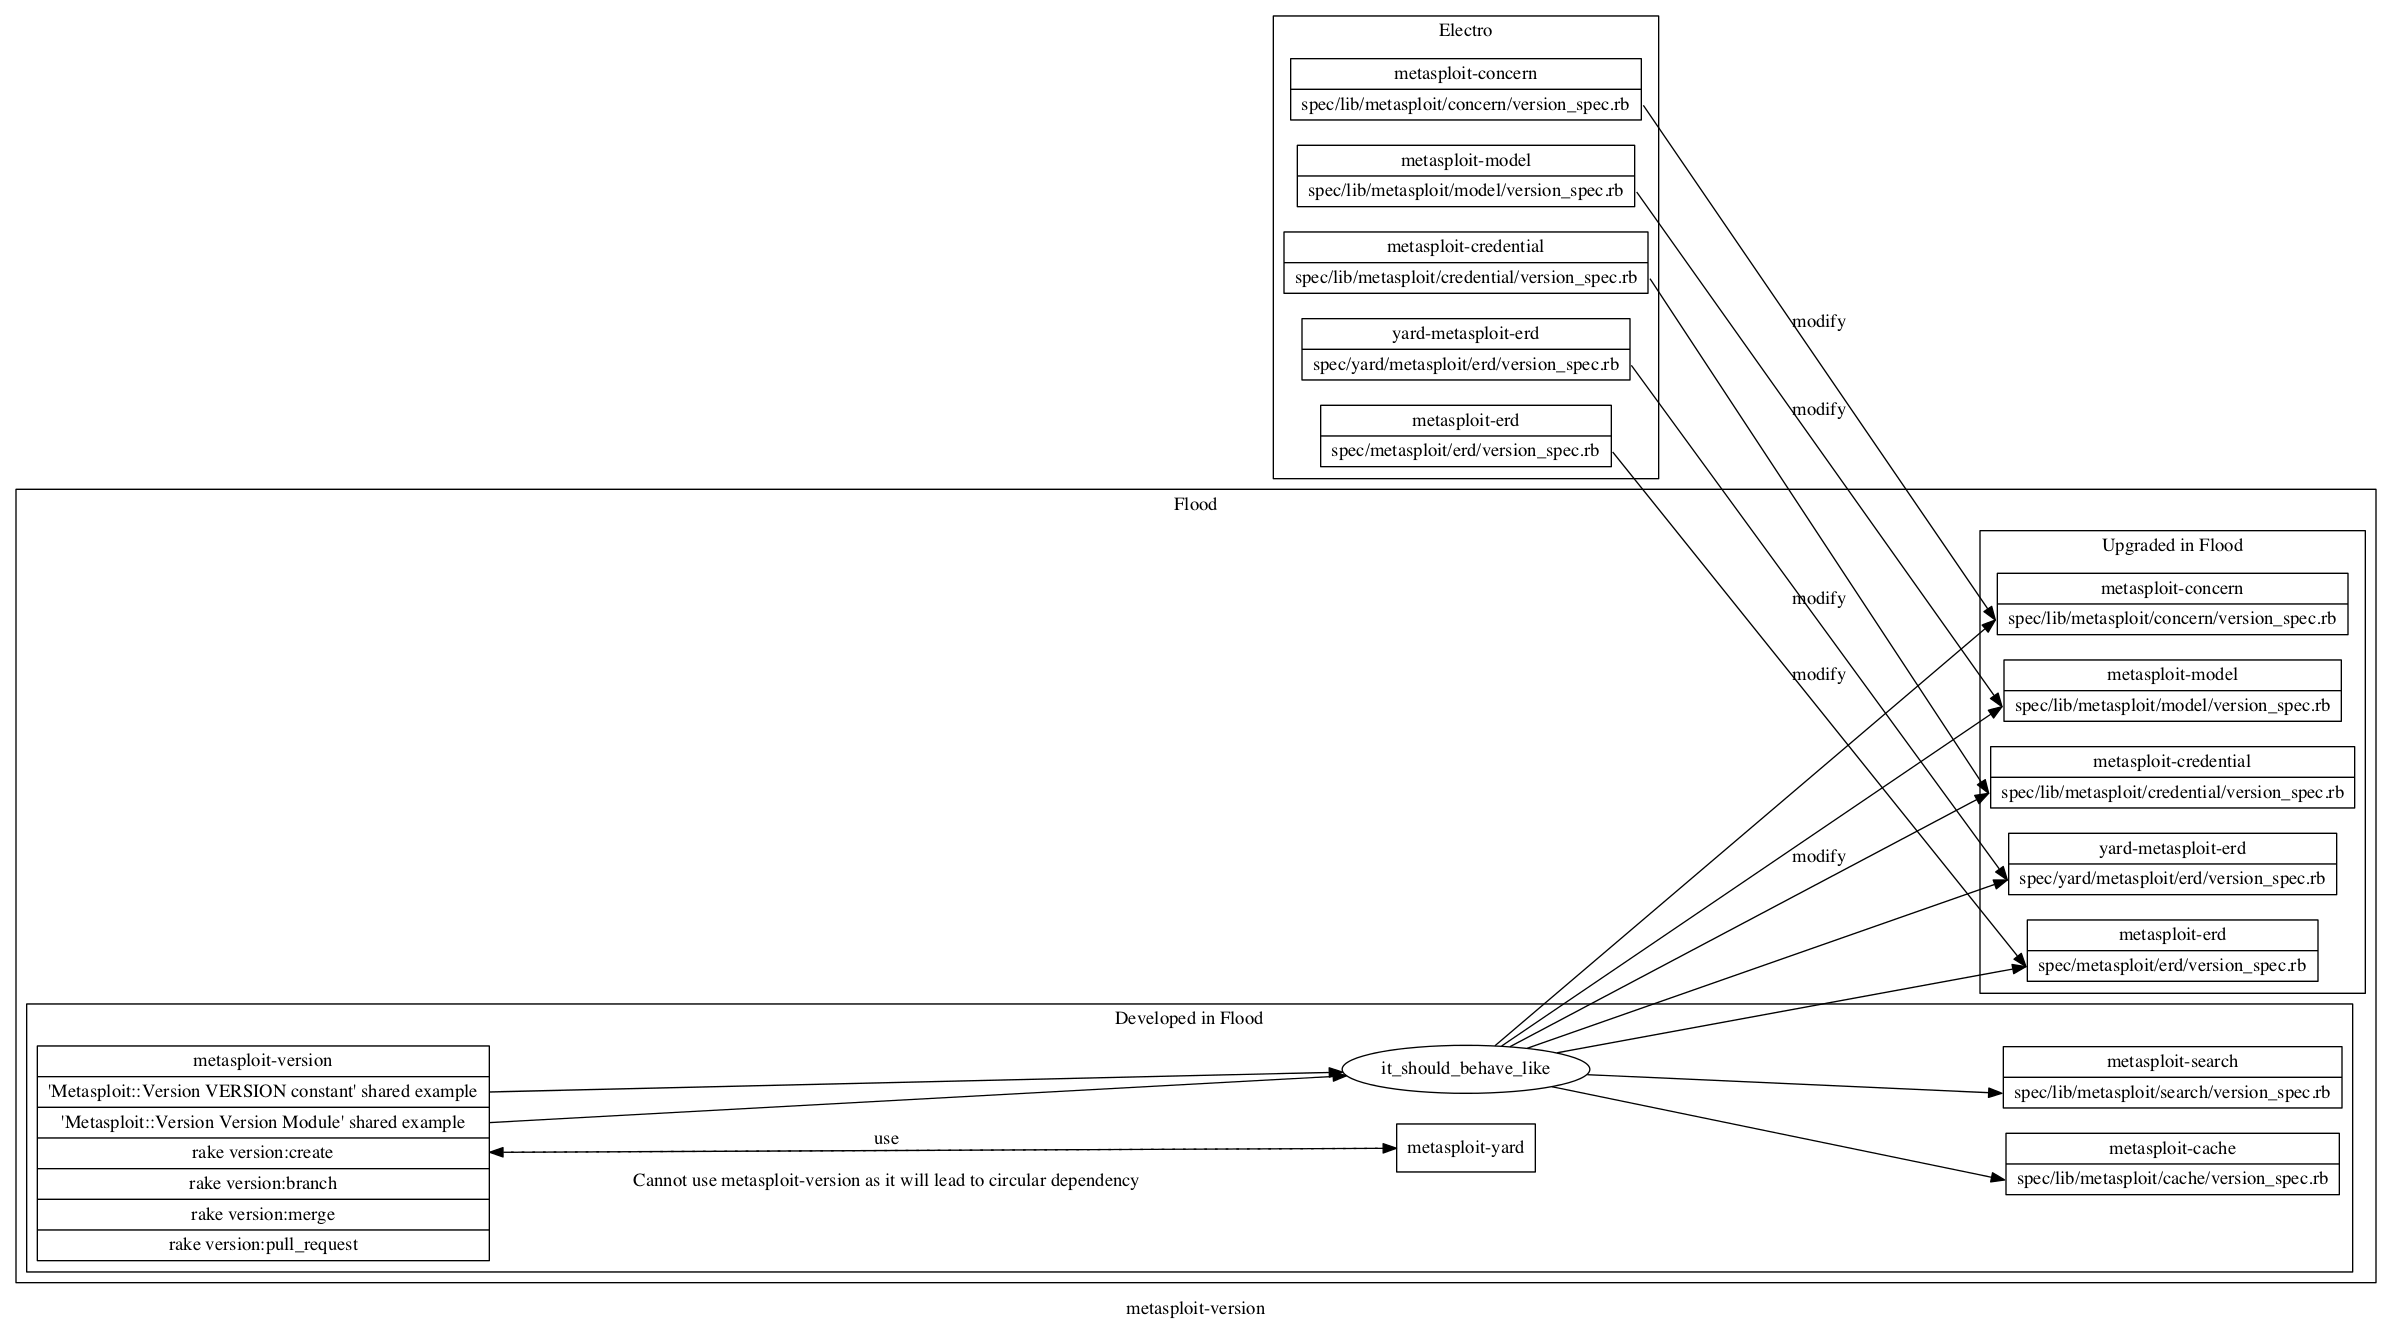 Electro
metasploit-concern
spec/lib/metasploit/concern/version_spec.rb
metasploit-model
spec/lib/metasploit/model/version_spec.rb
metasploit-credential
spec/lib/metasploit/credential/version_spec.rb
yard-metasploit-erd
spec/yard/metasploit/erd/version_spec.rb
metasploit-erd
spec/metasploit/erd/version_spec.rb
modify
modify
modify
modify
modify
Flood
Upgraded in Flood
metasploit-concern
spec/lib/metasploit/concern/version_spec.rb
metasploit-model
spec/lib/metasploit/model/version_spec.rb
metasploit-credential
spec/lib/metasploit/credential/version_spec.rb
yard-metasploit-erd
spec/yard/metasploit/erd/version_spec.rb
metasploit-erd
spec/metasploit/erd/version_spec.rb
Developed in Flood
metasploit-version
'Metasploit::Version VERSION constant' shared example
'Metasploit::Version Version Module' shared example
rake version:create
rake version:branch
rake version:merge
rake version:pull_request
use
Cannot use metasploit-version as it will lead to circular dependency
it_should_behave_like
metasploit-yard
metasploit-search
spec/lib/metasploit/search/version_spec.rb
metasploit-cache
spec/lib/metasploit/cache/version_spec.rb
metasploit-version